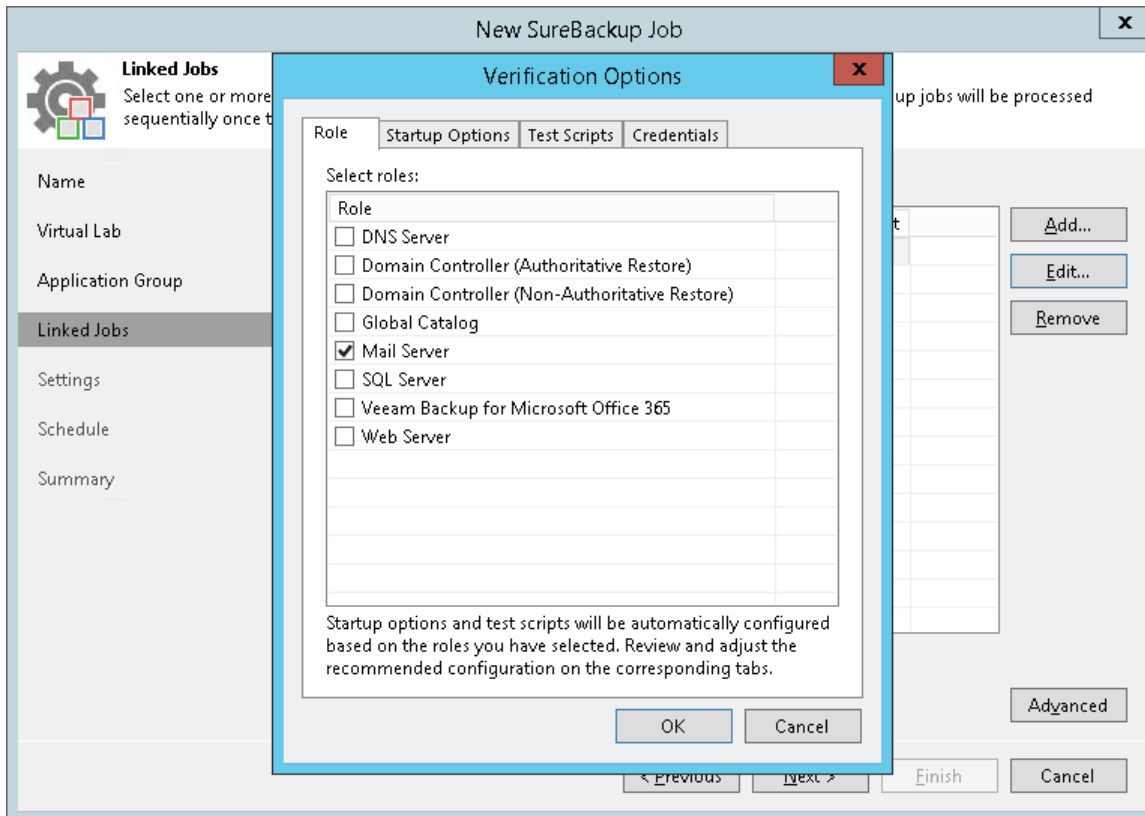 New SureBackup Job
x
Linked Jobs
Select one or more
sequentially once t
up jobs will be processed
Name
Virtual Lab
Application Group
Linked Jobs
Settings
Schedule
Summary
Verification Options
x
Role
Startup Options
Test Scripts
Credentials
Select roles:
Role
DNS Server
Domain Controller (Authoritative Restore)
Domain Controller (Non-Authoritative Restore)
Global Catalog
Mail Server
SQL Server
Veeam Backup for Microsoft Office 365
Web Server
Startup options and test scripts will be automatically configured
based on the roles you have selected. Review and adjust the
recommended configuration on the corresponding tabs.
OK
Cancel
t
Add...
Edit...
Remove
Advanced
< Previous
Next >
Finish
Cancel